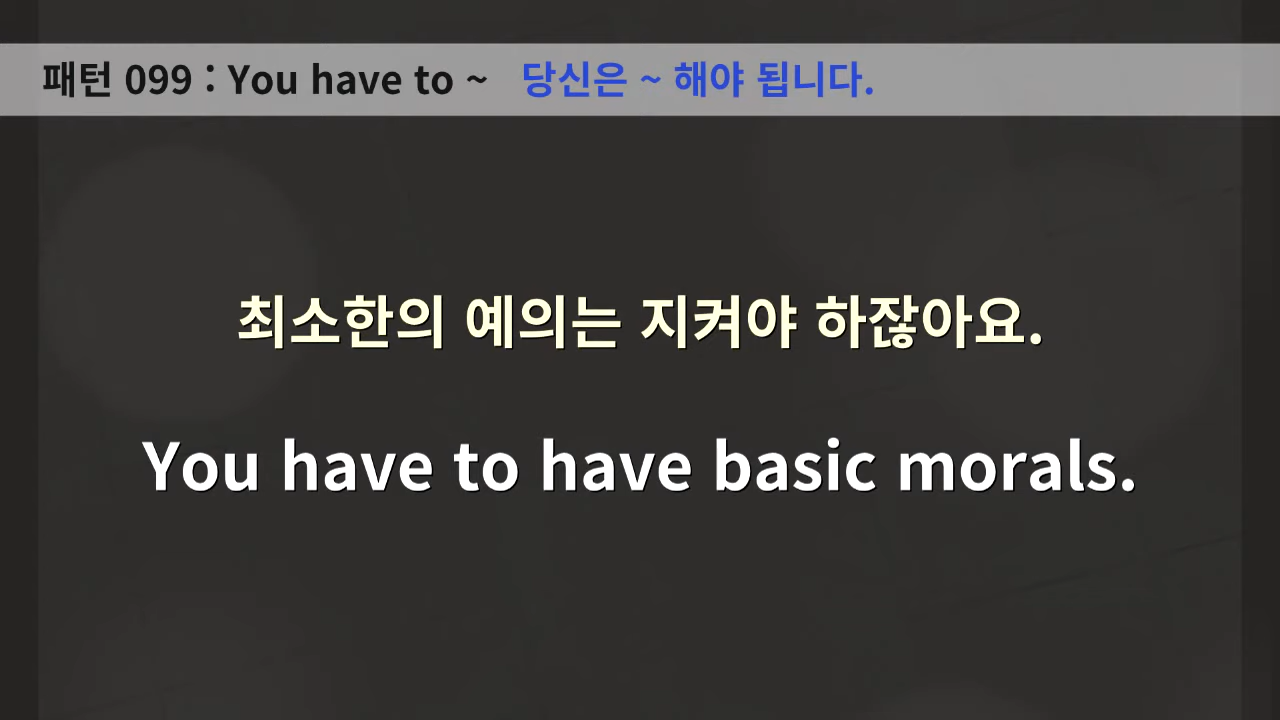 패턴 099 : You have to ~ 당신은 ~ 해야 됩니다.
최소한의 예의는 지켜야 하잖아요.
You have to have basic morals.